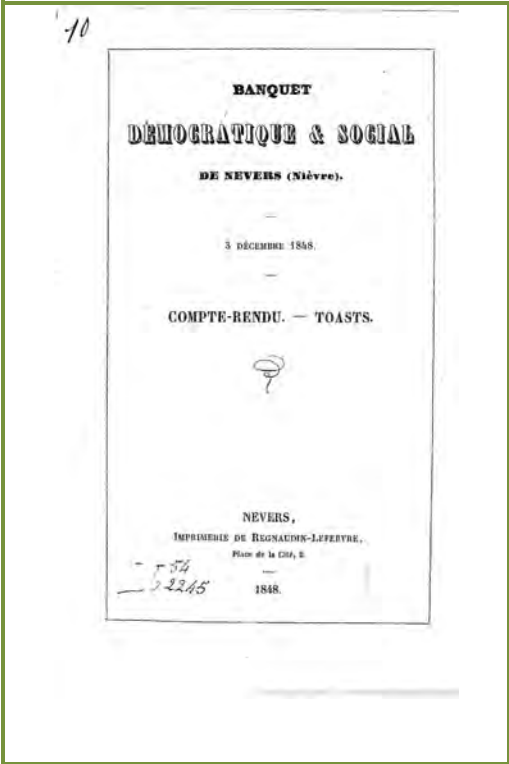 10
BANQUET
DÉMOCRATIQUE & SOCIAL
DE NEVERS (Nièvre).
3 DÉCEMBRE 1848.
COMPTE-RENDU. — TOASTS.
NEVERS,
IMPRIMERIE DE REGNAUDIN-LEFEBVRE,
Place de la Cité, 2.
54
2245
1848.